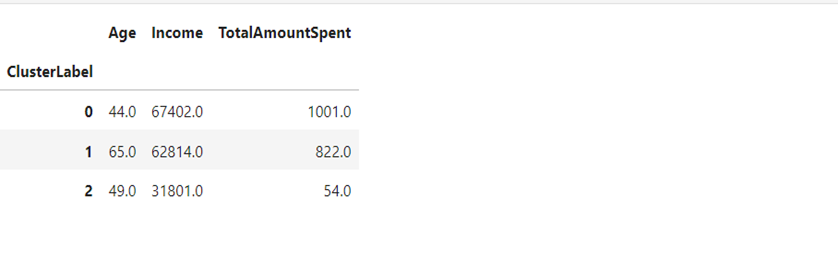 Age Income TotalAmountSpent
ClusterLabel
0 44.0 67402.0 1001.0
1 65.0 62814.0 822.0
2 49.0 31801.0 54.0